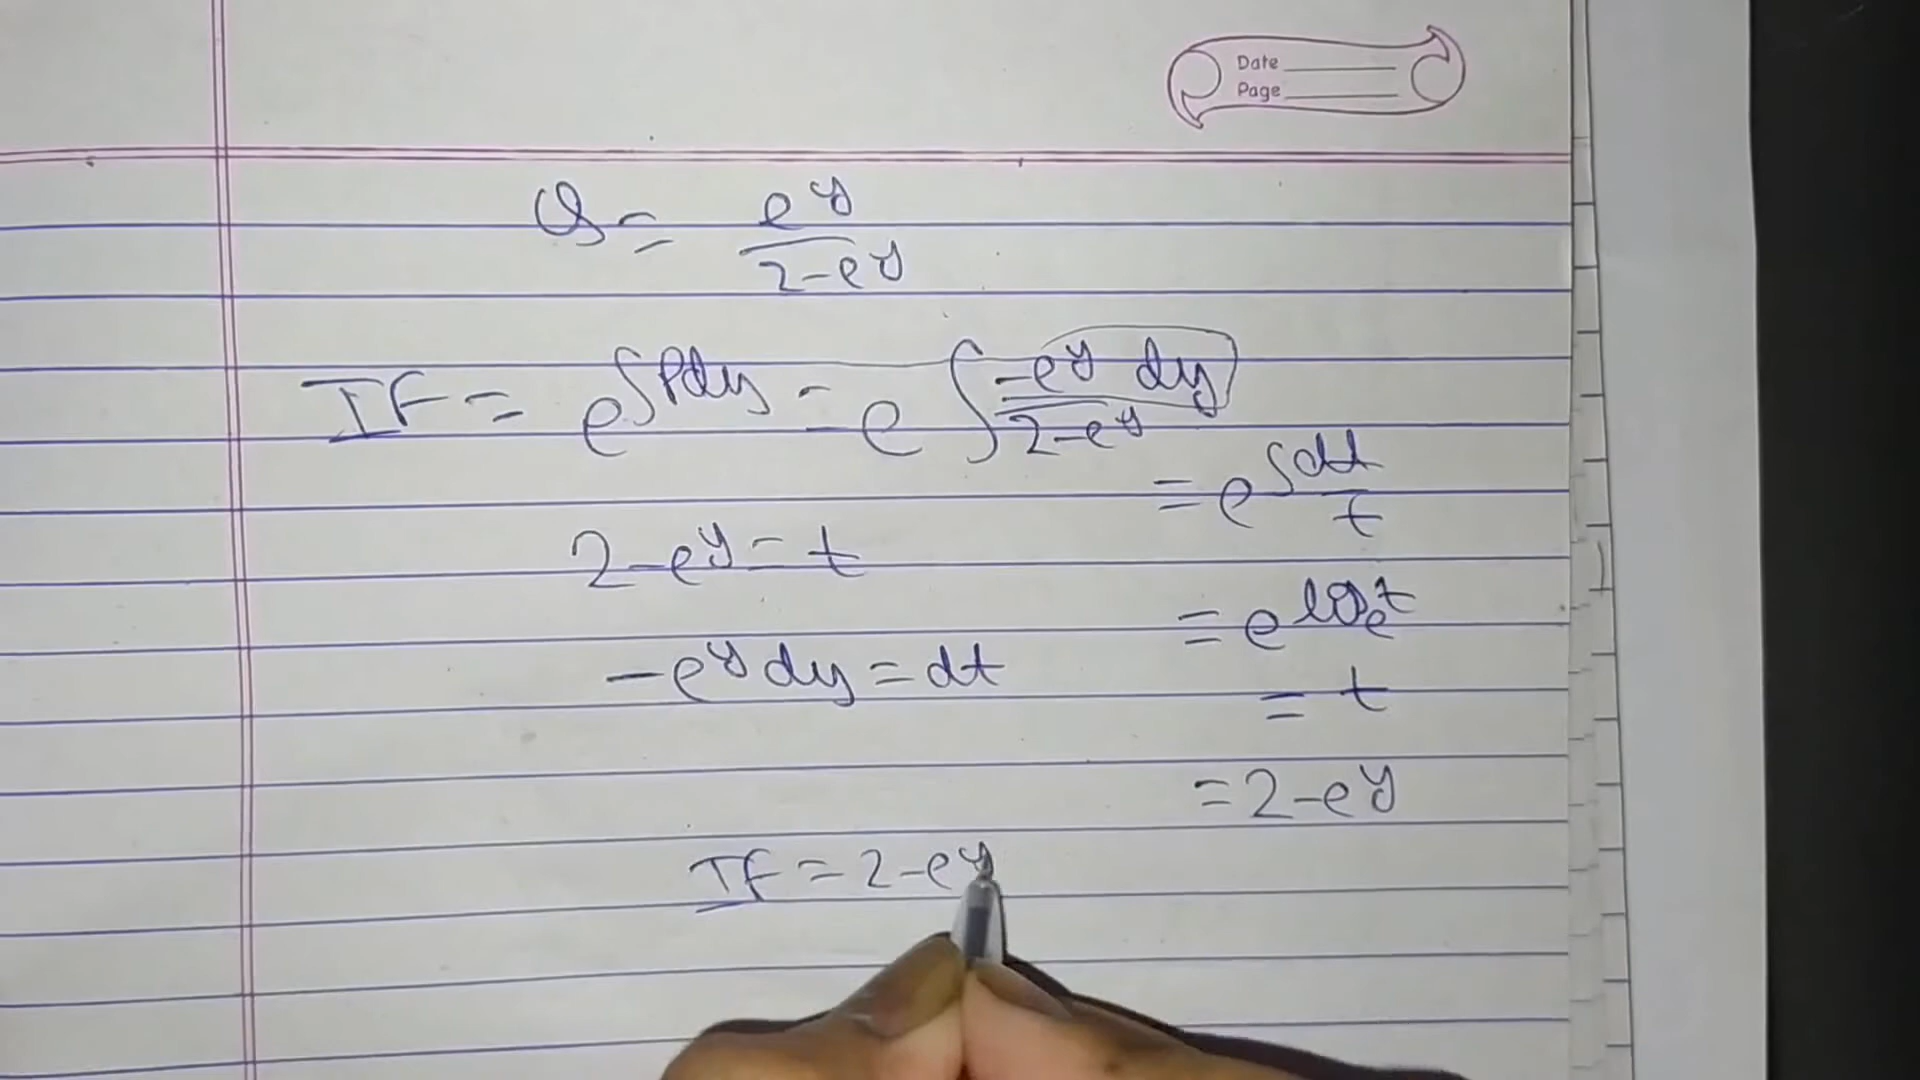 Date
Page
Q = e^y / 2-e^y
IF = e^∫Pdy = e^∫ -e^y dy / 2-e^y
= e^∫ dt / t
2-e^y = t
= e^log_e t
-e^y dy = dt
= t
= 2-e^y
IF = 2-e^y